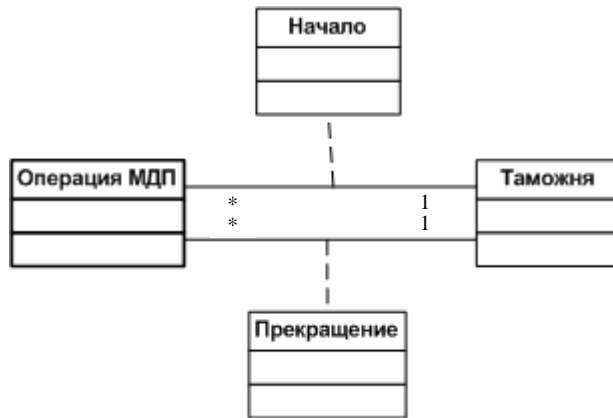 Начало
Операция МДП
Таможня
* 1
* 1
Прекращение